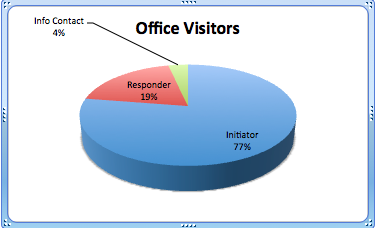 Office Visitors
Info Contact
4%
Responder
19%
Initiator
77%